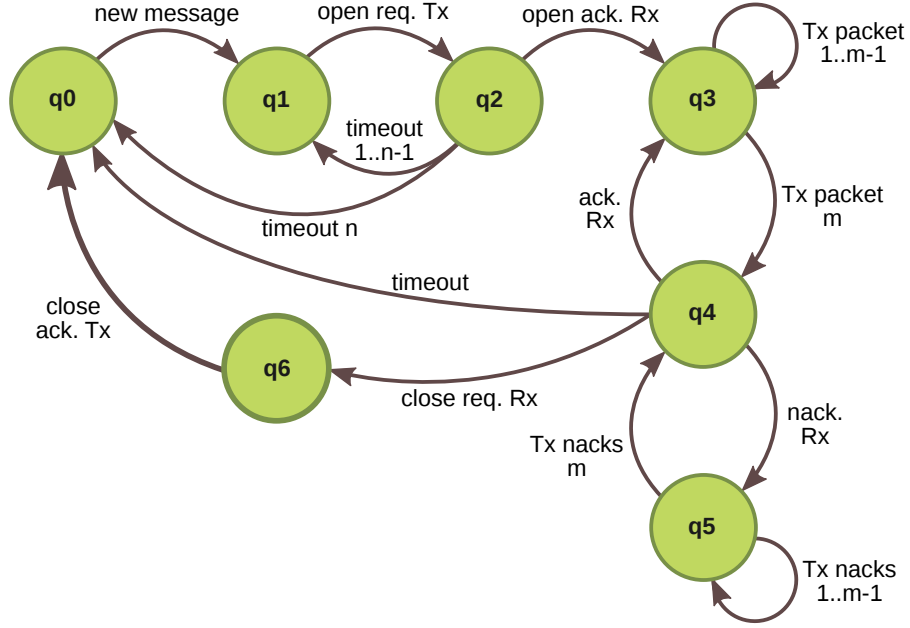 new message
open req. Tx
open ack. Rx
Tx packet
1..m-1
q0
q1
q2
q3
timeout
1..n-1
ack.
Rx
Tx packet
m
timeout n
timeout
q4
close
ack. Tx
q6
close req. Rx
Tx nacks
m
nack.
Rx
q5
Tx nacks
1..m-1